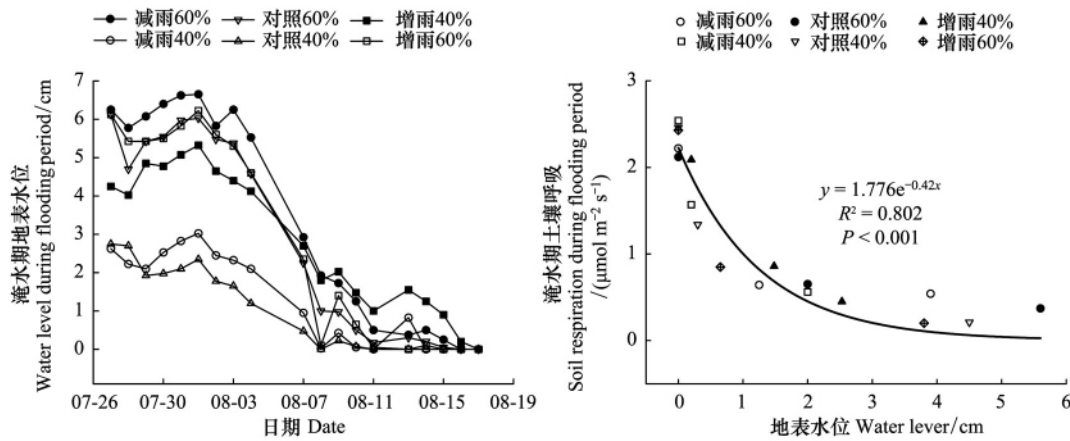 减雨60% 对照60% 增雨40%
减雨40% 对照40% 增雨60%
淹水期地表水位
Water level during flooding period/cm
7
6
5
4
3
2
1
0
07-26 07-30 08-03 08-07 08-11 08-15 08-19
日期 Date
减雨60% 对照60% 增雨40%
减雨40% 对照40% 增雨60%
淹水期土壤呼吸
Soil respiration during flooding period
/(μmol m⁻² s⁻¹)
3
2
1
0
y = 1.776e⁻⁰·⁴²ˣ
R² = 0.802
P < 0.001
0 1 2 3 4 5 6
地表水位 Water lever/cm